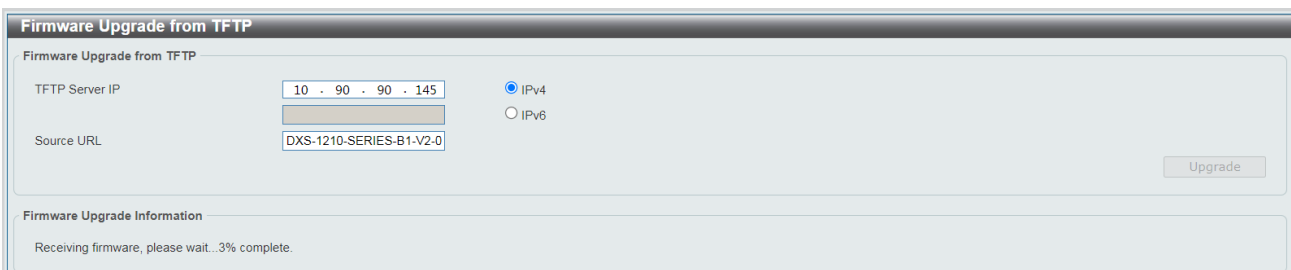 Firmware Upgrade from TFTP
Firmware Upgrade from TFTP
TFTP Server IP 10 . 90 . 90 . 145 IPv4
IPv6
Source URL DXS-1210-SERIES-B1-V2-0
Upgrade
Firmware Upgrade Information
Receiving firmware, please wait...3% complete.